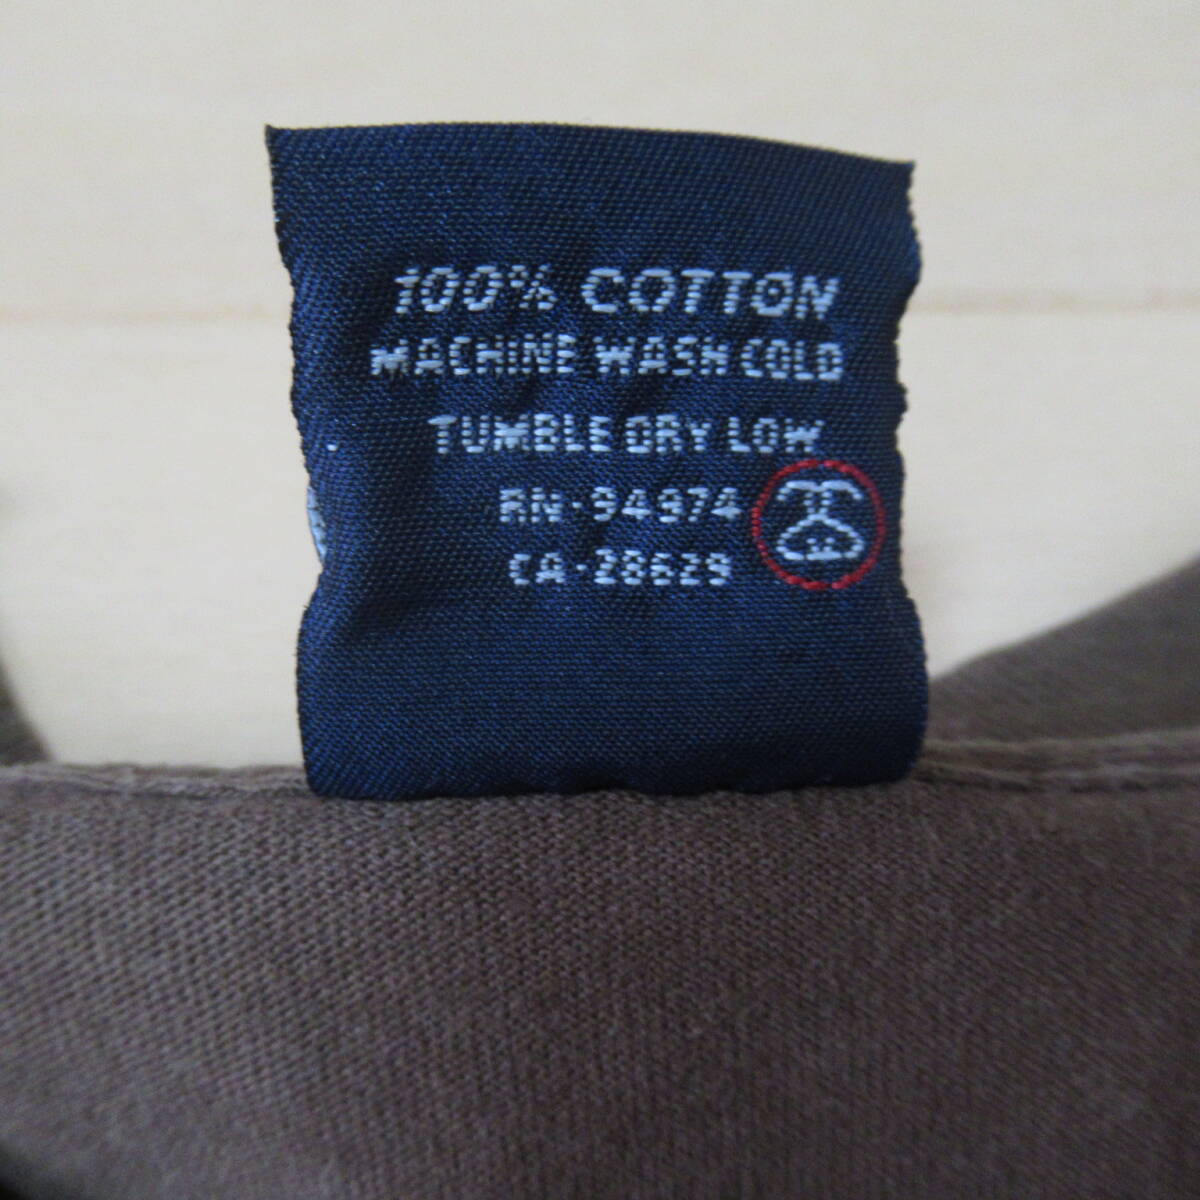 100% COTTON
MACHINE WASH COLD
TUMBLE DRY LOW
RN-94974
CA-28629